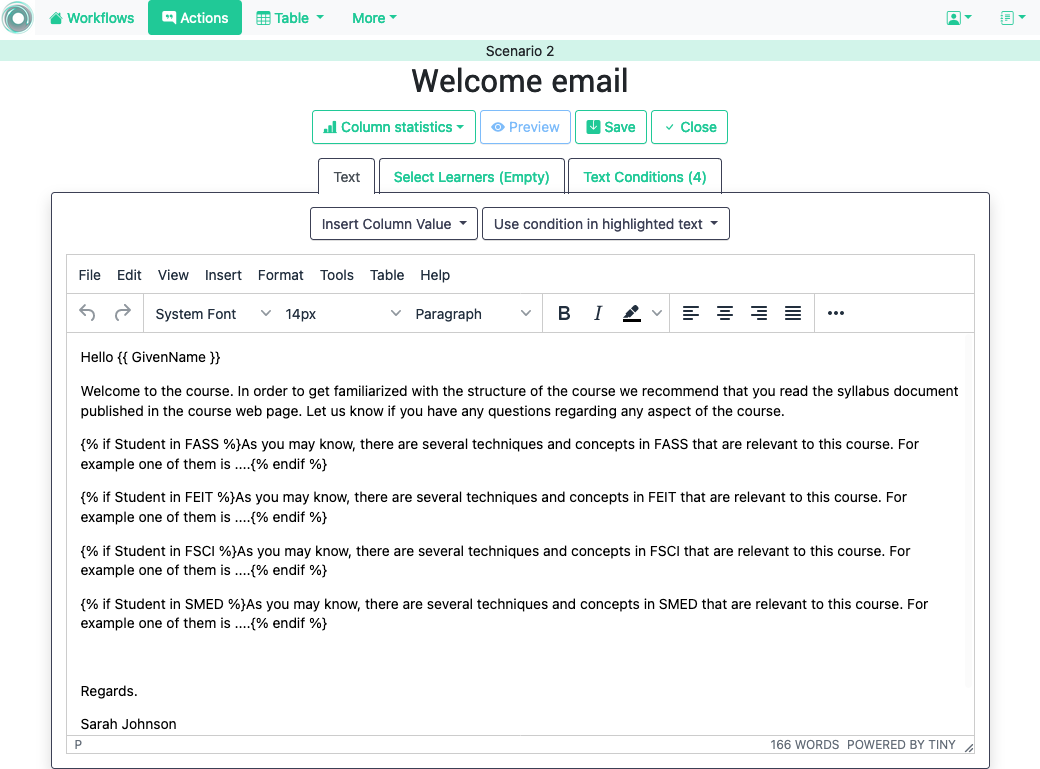 Workflows Actions Table More
Scenario 2
Welcome email
Column statistics Preview Save Close
Text Select Learners (Empty) Text Conditions (4)
Insert Column Value Use condition in highlighted text
File Edit View Insert Format Tools Table Help
System Font 14px Paragraph B I
Hello {{ GivenName }}
Welcome to the course. In order to get familiarized with the structure of the course we recommend that you read the syllabus document
published in the course web page. Let us know if you have any questions regarding any aspect of the course.
{% if Student in FASS %}As you may know, there are several techniques and concepts in FASS that are relevant to this course. For
example one of them is ....{% endif %}
{% if Student in FEIT %}As you may know, there are several techniques and concepts in FEIT that are relevant to this course. For
example one of them is ....{% endif %}
{% if Student in FSCI %}As you may know, there are several techniques and concepts in FSCI that are relevant to this course. For
example one of them is ....{% endif %}
{% if Student in SMED %}As you may know, there are several techniques and concepts in SMED that are relevant to this course. For
example one of them is ....{% endif %}
Regards.
Sarah Johnson
P 166 WORDS POWERED BY TINY